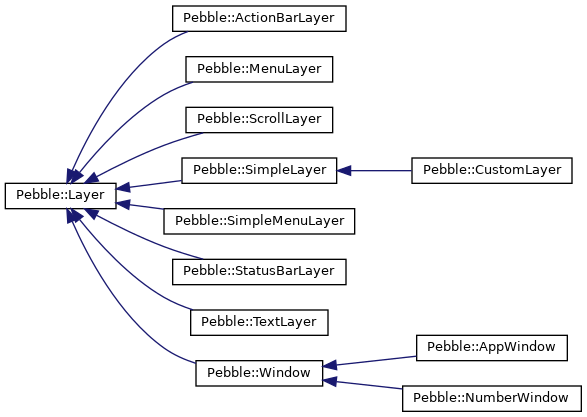 Pebble::ActionBarLayer
Pebble::MenuLayer
Pebble::ScrollLayer
Pebble::SimpleLayer
Pebble::CustomLayer
Pebble::Layer
Pebble::SimpleMenuLayer
Pebble::StatusBarLayer
Pebble::TextLayer
Pebble::AppWindow
Pebble::Window
Pebble::NumberWindow